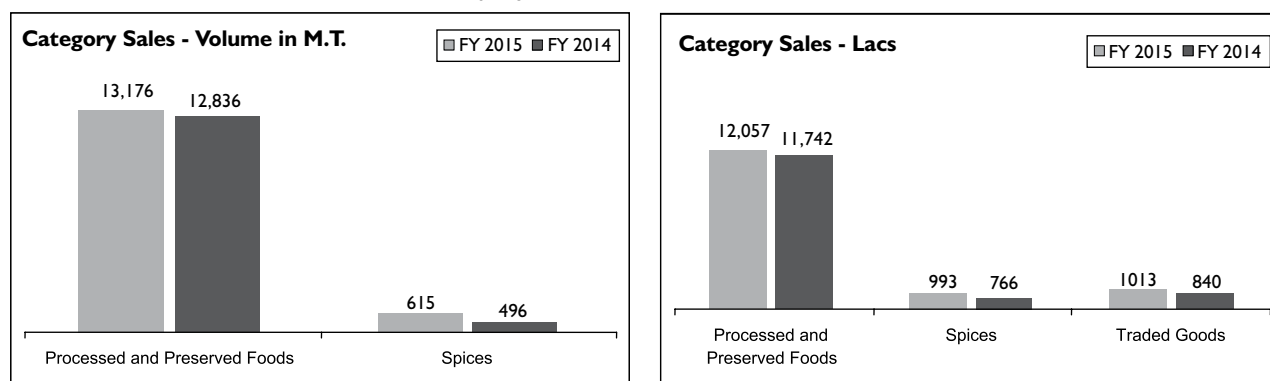 Category Sales - Volume in M.T.
FY 2015 FY 2014
13,176 12,836
615 496
Processed and Preserved Foods Spices
Category Sales - Lacs
FY 2015 FY 2014
12,057 11,742
993 766 1013 840
Processed and
Preserved Foods
Spices
Traded Goods